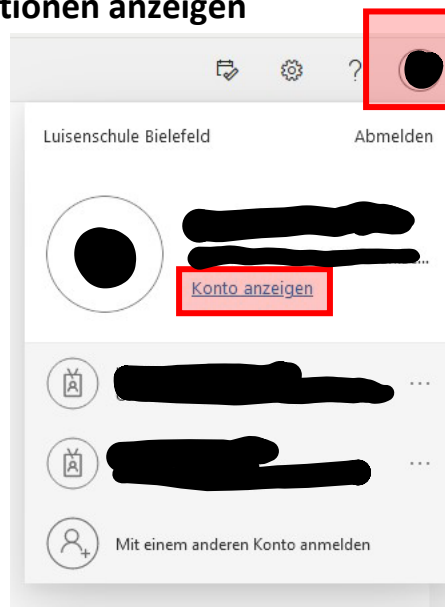 tionen anzeigen
?
Luisenschule Bielefeld Abmelden
...
Konto anzeigen
...
...
Mit einem anderen Konto anmelden